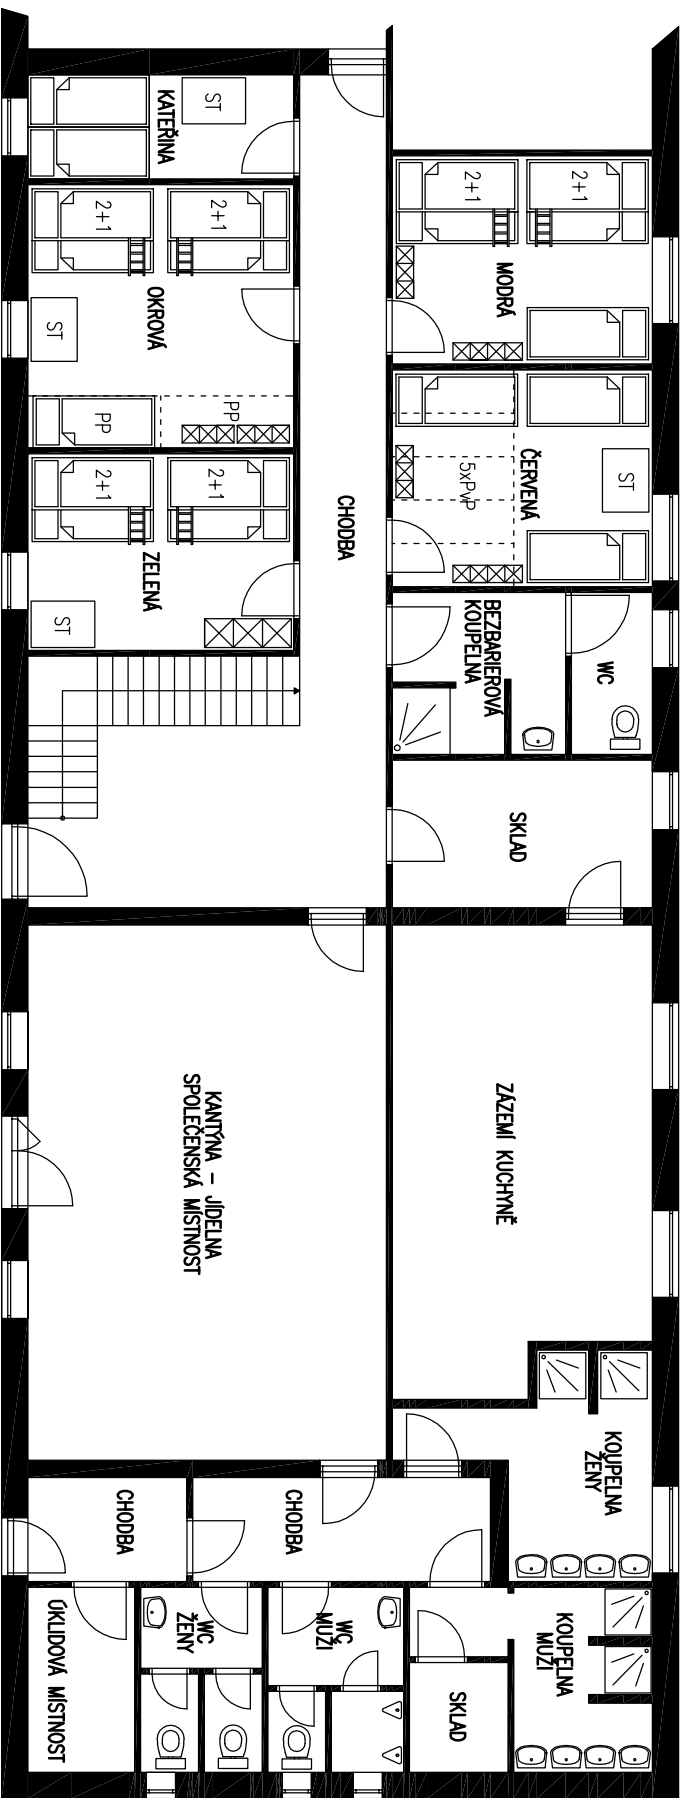 KATEŘINA
ST
2+1
2+1
OKROVÁ
ST
PP
PP
2+1
2+1
ZELENÁ
ST
CHODBA
2+1
2+1
MODRÁ
ČERVENÁ
ST
5xPvP
BEZBARIEROVÁ
KOUPELNA
WC
SKLAD
KANTÝNA - JÍDELNA
SPOLEČENSKÁ MÍSTNOST
ZÁZEMÍ KUCHYNĚ
KOUPELNA
ŽENY
CHODBA
CHODBA
ÚKLIDOVÁ MÍSTNOST
WC
ŽENY
WC
MUŽI
SKLAD
KOUPELNA
MUŽI